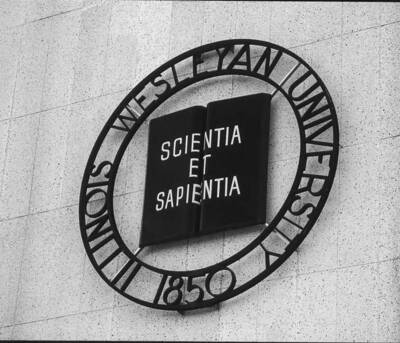 ILLINOIS WESLEYAN UNIVERSITY
SCIENTIA
ET
SAPIENTIA
1850